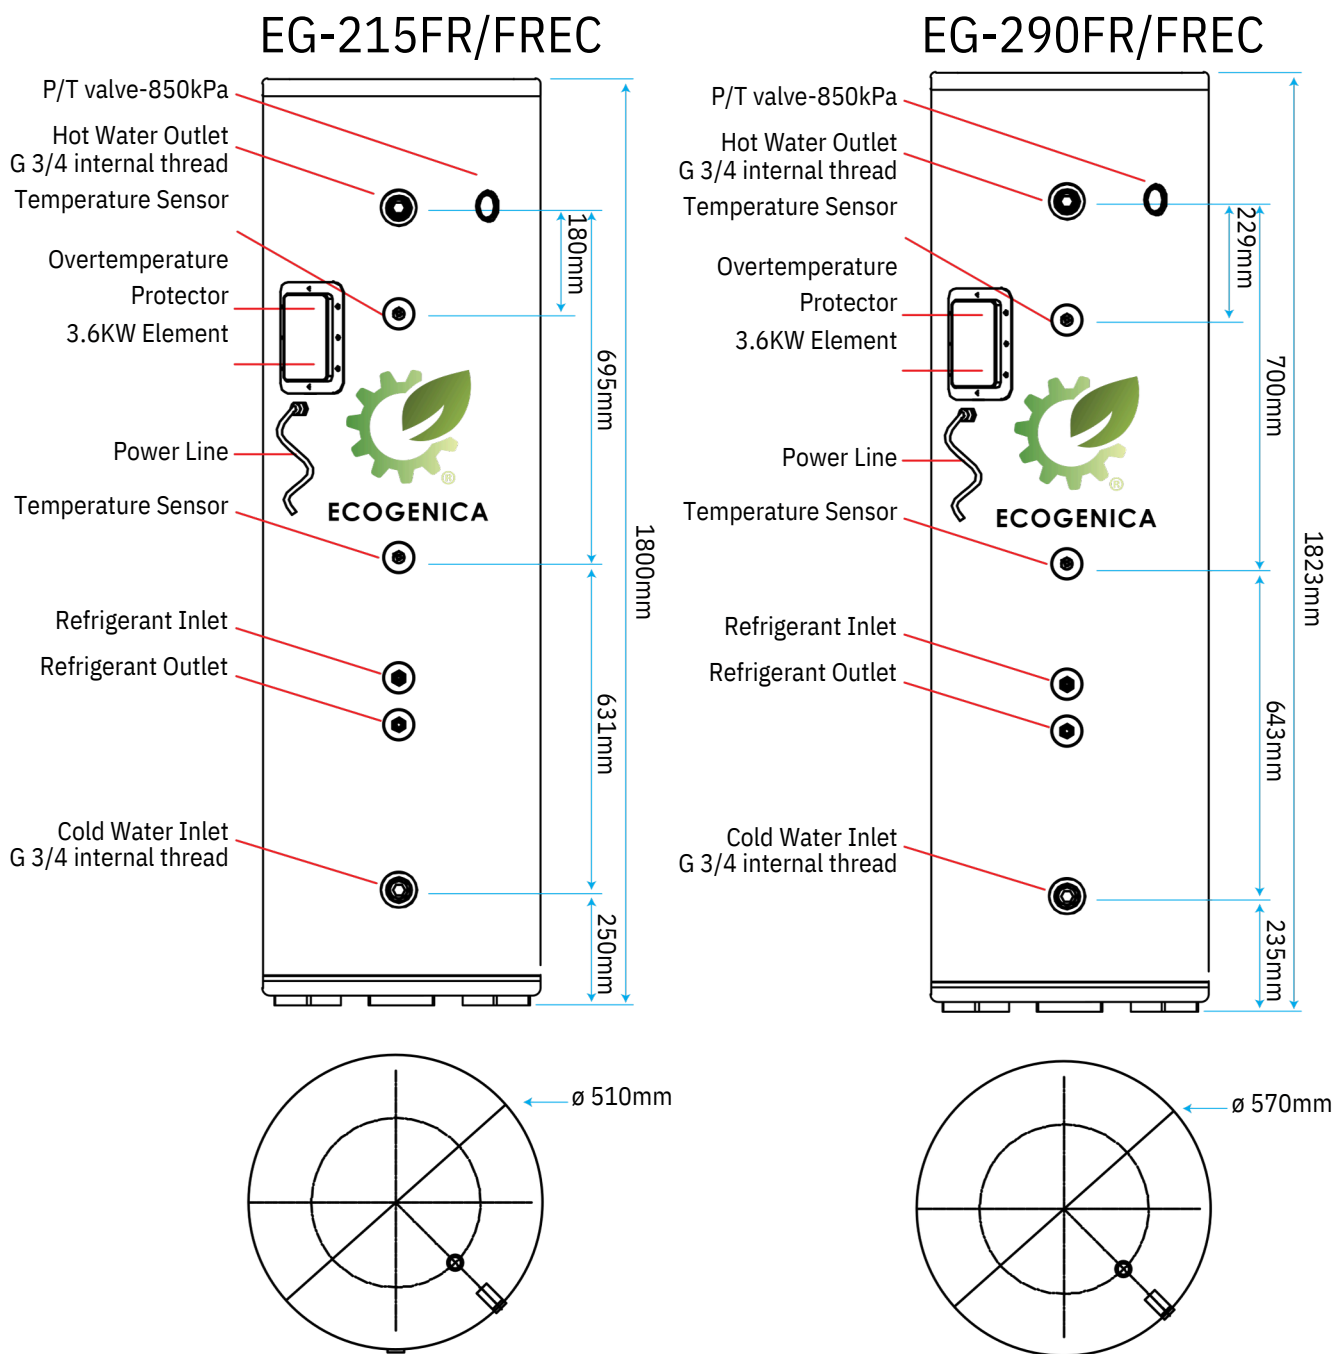 EG-215FR/FREC
P/T valve-850kPa
Hot Water Outlet
G 3/4 internal thread
Temperature Sensor
Overtemperature
Protector
3.6KW Element
Power Line
Temperature Sensor
Refrigerant Inlet
Refrigerant Outlet
Cold Water Inlet
G 3/4 internal thread
180mm
695mm
631mm
250mm
1800mm
®
ECOGENICA
ø 510mm
EG-290FR/FREC
P/T valve-850kPa
Hot Water Outlet
G 3/4 internal thread
Temperature Sensor
Overtemperature
Protector
3.6KW Element
Power Line
Temperature Sensor
Refrigerant Inlet
Refrigerant Outlet
Cold Water Inlet
G 3/4 internal thread
229mm
700mm
643mm
235mm
1823mm
®
ECOGENICA
ø 570mm